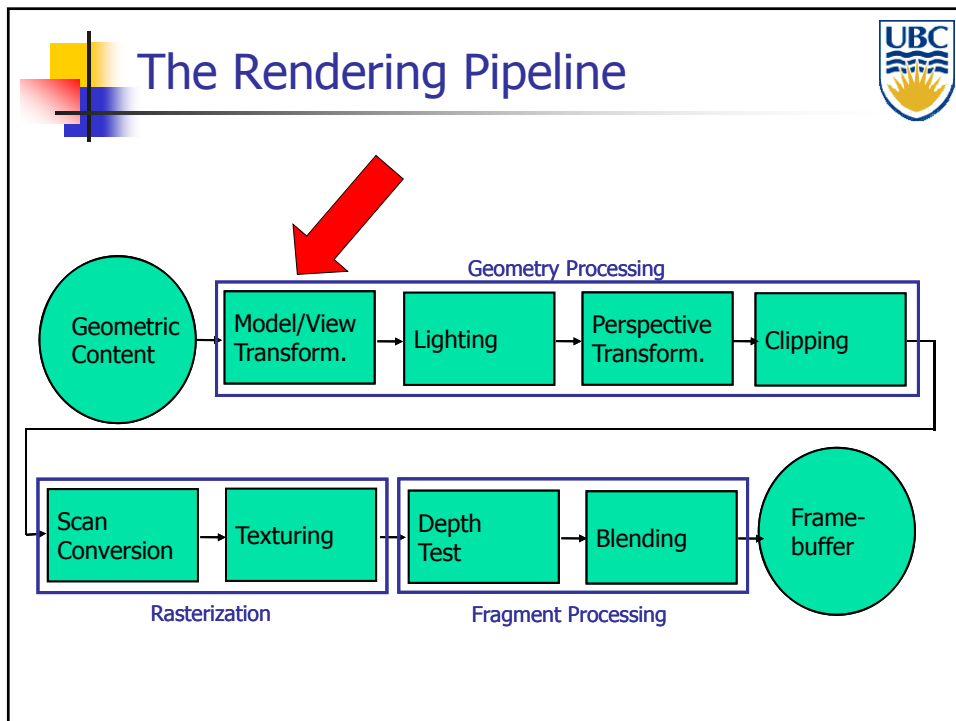 The Rendering Pipeline
UBC
Geometry Processing
Geometric
Content
Model/View
Transform.
Lighting
Perspective
Transform.
Clipping
Scan
Conversion
Texturing
Depth
Test
Blending
Frame-
buffer
Rasterization
Fragment Processing